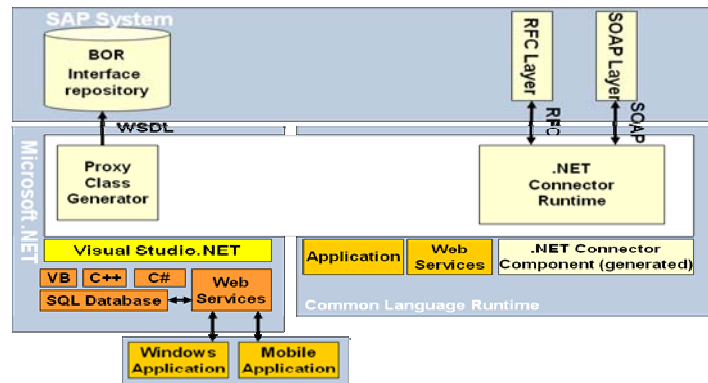 SAP System
BOR
Interface
repository
RFC Layer
SOAP Layer
WSDL
RFC
SOAP
Microsoft.NET
Proxy
Class
Generator
.NET
Connector
Runtime
Visual Studio.NET
VB
C++
C#
SQL Database
Web
Services
Application
Web
Services
.NET Connector
Component (generated)
Common Language Runtime
Windows
Application
Mobile
Application